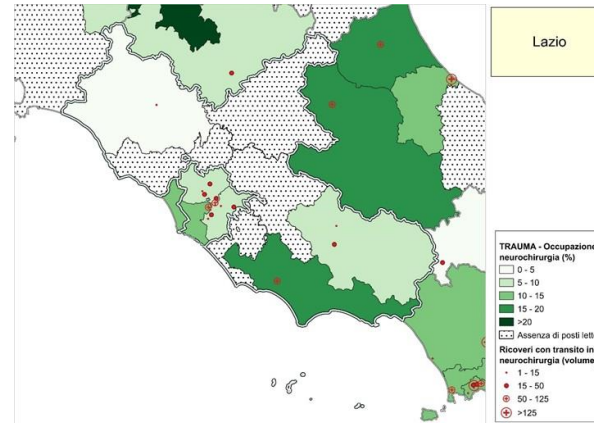 Lazio
TRAUMA - Occupazione
neurochirurgia (%)
0 - 5
5 - 10
10 - 15
15 - 20
>20
Assenza di posti lett
Ricoveri con transito in
neurochirurgia (volume
1 - 15
15 - 50
50 - 125
>125